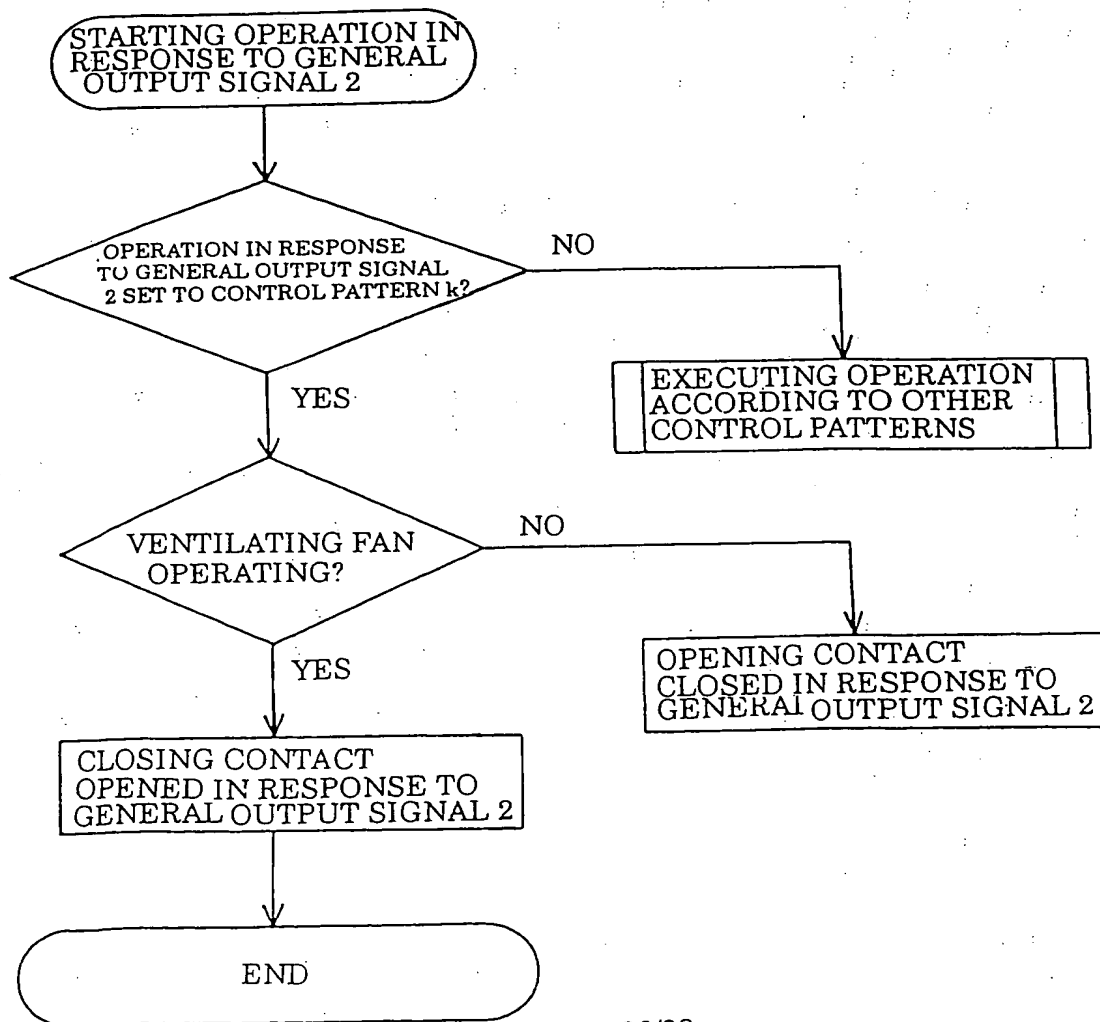 STARTING OPERATION IN
RESPONSE TO GENERAL
OUTPUT SIGNAL 2
OPERATION IN RESPONSE
TO GENERAL OUTPUT SIGNAL
2 SET TO CONTROL PATTERN k?
NO
EXECUTING OPERATION
ACCORDING TO OTHER
CONTROL PATTERNS
YES
VENTILATING FAN
OPERATING?
NO
OPENING CONTACT
CLOSED IN RESPONSE TO
GENERAL OUTPUT SIGNAL 2
YES
CLOSING CONTACT
OPENED IN RESPONSE TO
GENERAL OUTPUT SIGNAL 2
END